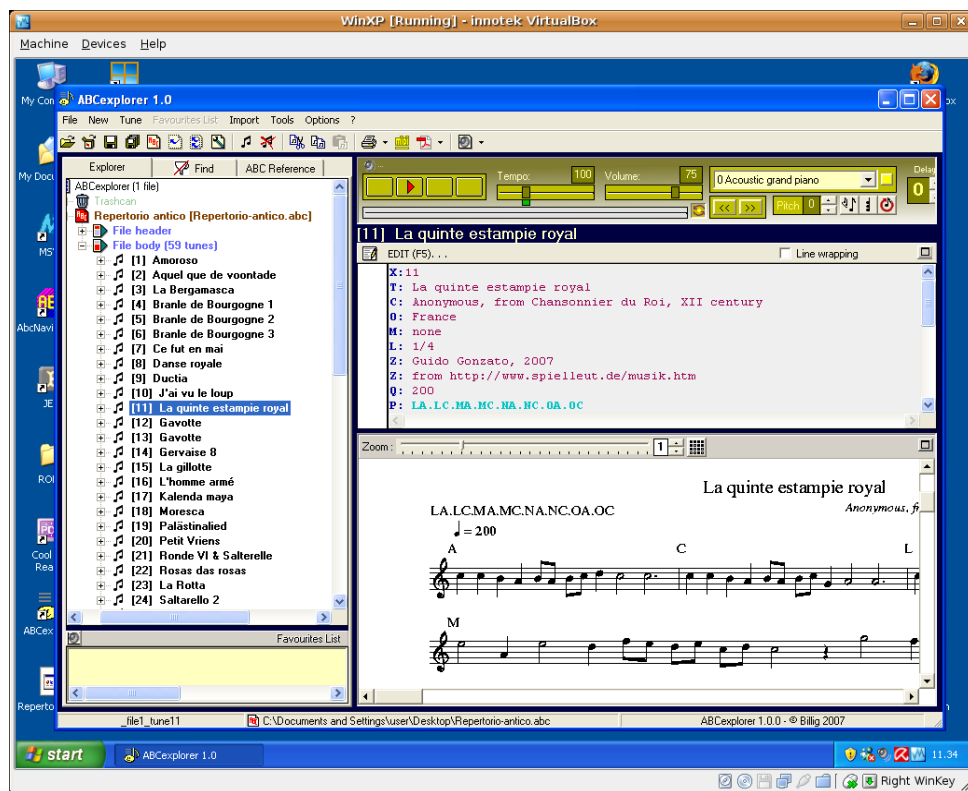 WinXP [Running] - innotek VirtualBox
Machine Devices Help
My Con
ox
ABCexplorer 1.0
File New Tune Favourites List Import Tools Options ?
My Docu
Explorer Find ABC Reference
ABCexplorer (1 file)
Trashcan
Repertorio antico [Repertorio-antico.abc]
File header
File body (59 tunes)
[1] Amoroso
[2] Aquel que de voontade
[3] La Bergamasca
[4] Branle de Bourgogne 1
[5] Branle de Bourgogne 2
[6] Branle de Bourgogne 3
[7] Ce fut en mai
[8] Danse royale
[9] Ductia
[10] J'ai vu le loup
[11] La quinte estampie royal
[12] Gavotte
[13] Gavotte
[14] Gervaise 8
[15] La gillotte
[16] L'homme armé
[17] Kalenda maya
[18] Moresca
[19] Palästinalied
[20] Petit Vriens
[21] Ronde VI & Salterelle
[22] Rosas das rosas
[23] La Rotta
[24] Saltarello 2
Favourites List
MS
AbcNavi
JE
ROI
Cool
Rea
ABCex
Reperto
Tempo: 100 Volume: 75
0 Acoustic grand piano
Delay
0
<< >> Pitch 0
[11] La quinte estampie royal
EDIT (F5). . . Line wrapping
X:11
T: La quinte estampie royal
C: Anonymous, from Chansonnier du Roi, XII century
O: France
M: none
L: 1/4
Z: Guido Gonzato, 2007
Z: from http://www.spielleut.de/musik.htm
Q: 200
P: LA.LC.MA.MC.NA.NC.OA.OC
Zoom : 1
La quinte estampie royal
LA.LC.MA.MC.NA.NC.OA.OC
Anonymous, fr
= 200
A C L
M
_file1_tune11 C:\Documents and Settings\user\Desktop\Repertorio-antico.abc ABCexplorer 1.0.0 - © Billig 2007
start ABCexplorer 1.0 11.34
Right WinKey